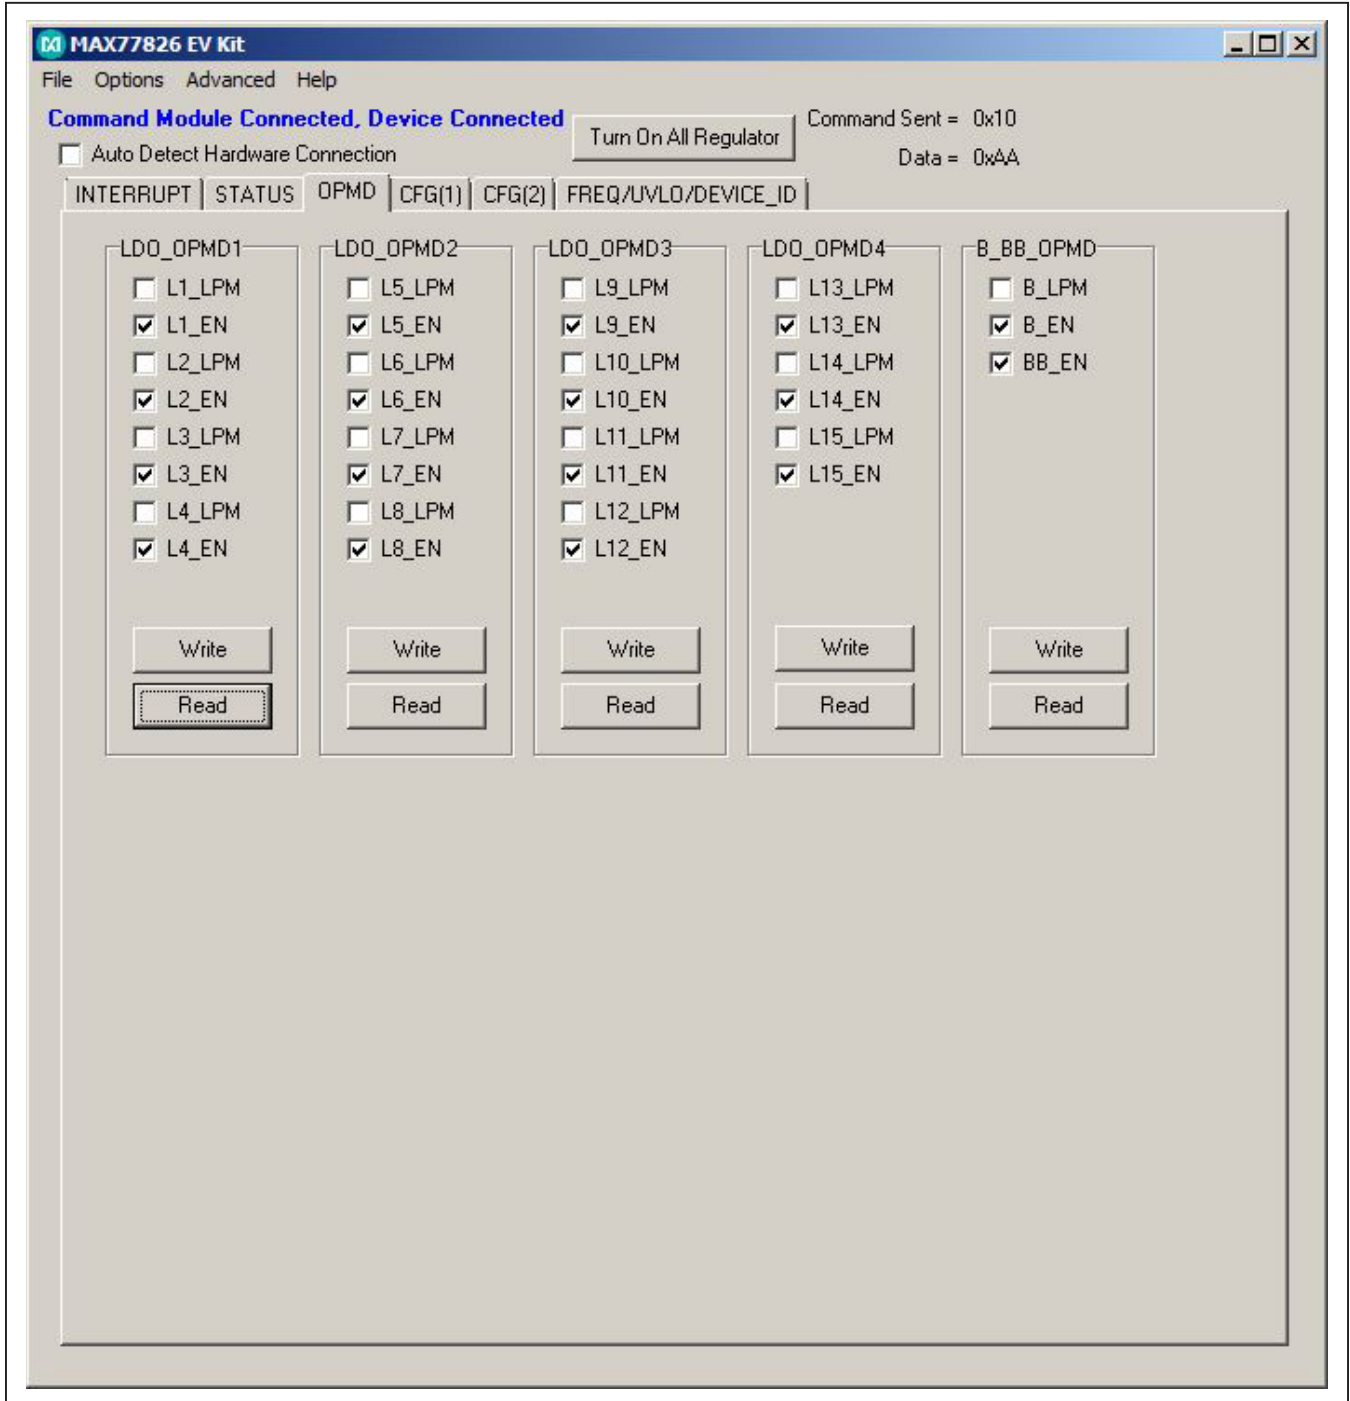 MAX77826 EV Kit
File Options Advanced Help
Command Module Connected, Device Connected
Turn On All Regulator
Command Sent = 0x10
Auto Detect Hardware Connection
Data = 0xAA
INTERRUPT STATUS OPMD CFG(1) CFG(2) FREQ/UVLO/DEVICE_ID
LDO_OPMD1
L1_LPM
L1_EN
L2_LPM
L2_EN
L3_LPM
L3_EN
L4_LPM
L4_EN
Write
Read
LDO_OPMD2
L5_LPM
L5_EN
L6_LPM
L6_EN
L7_LPM
L7_EN
L8_LPM
L8_EN
Write
Read
LDO_OPMD3
L9_LPM
L9_EN
L10_LPM
L10_EN
L11_LPM
L11_EN
L12_LPM
L12_EN
Write
Read
LDO_OPMD4
L13_LPM
L13_EN
L14_LPM
L14_EN
L15_LPM
L15_EN
Write
Read
B_BB_OPMD
B_LPM
B_EN
BB_EN
Write
Read